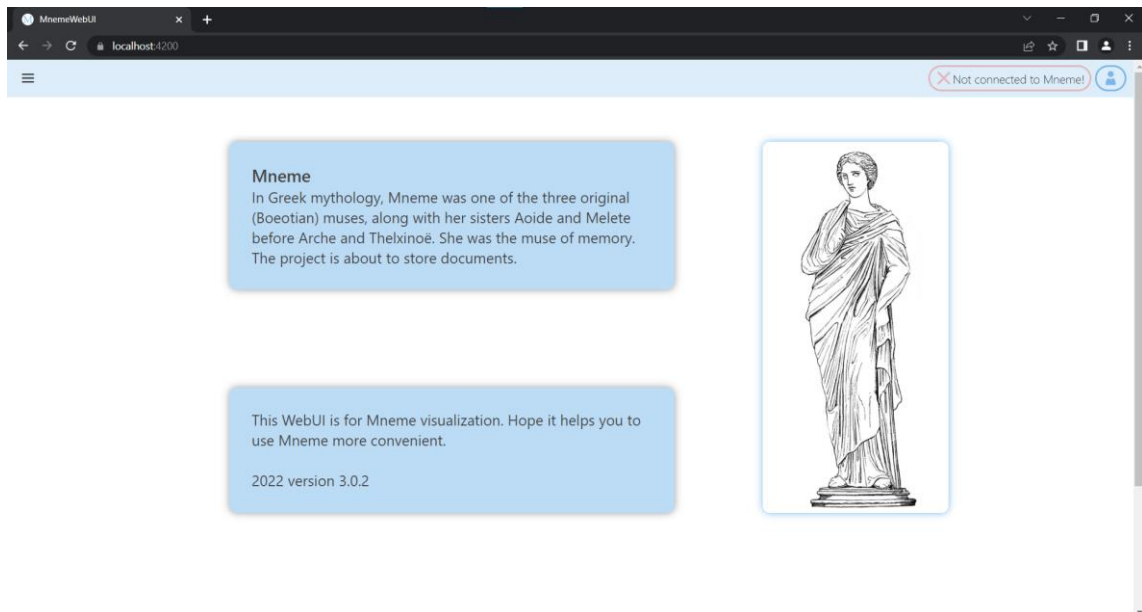 MnemeWebUI
localhost:4200
Not connected to Mneme!
Mneme
In Greek mythology, Mneme was one of the three original
(Boeotian) muses, along with her sisters Aoide and Melete
before Arche and Thelxinoë. She was the muse of memory.
The project is about to store documents.
This WebUI is for Mneme visualization. Hope it helps you to
use Mneme more convenient.
2022 version 3.0.2